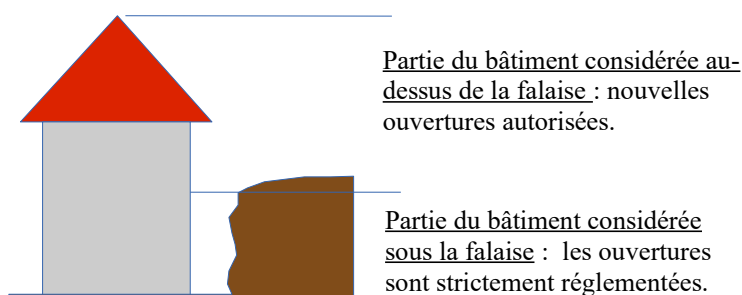 Partie du bâtiment considérée au-
dessus de la falaise : nouvelles
ouvertures autorisées.
Partie du bâtiment considérée
sous la falaise : les ouvertures
sont strictement réglementées.